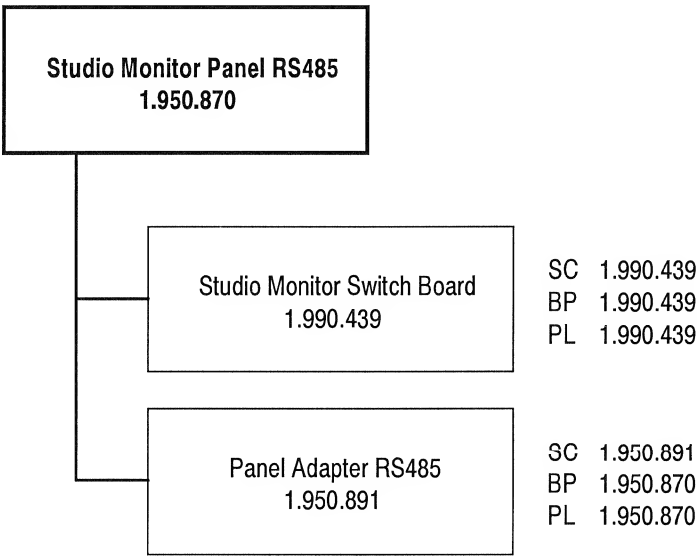 Studio Monitor Panel RS485
1.950.870
Studio Monitor Switch Board
1.990.439
SC 1.990.439
BP 1.990.439
PL 1.990.439
Panel Adapter RS485
1.950.891
SC 1.950.891
BP 1.950.870
PL 1.950.870